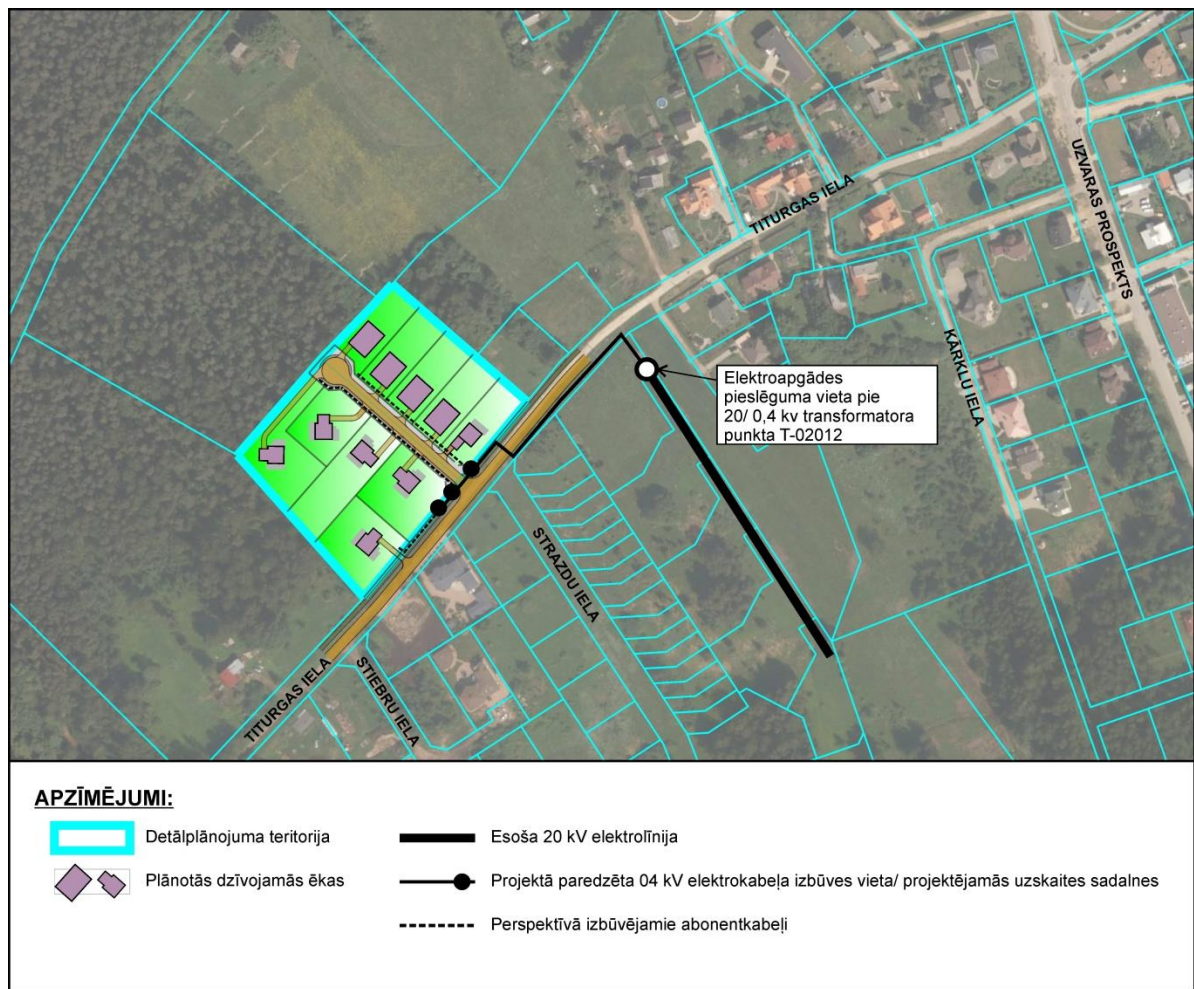 UZVARAS PROSPEKTS
TITURGAS IELA
KĀRKLU IELA
Elektroapgādes
pieslēguma vieta pie
20/ 0,4 kv transformatora
punkta T-02012
STRAZDU IELA
STIEBRU IELA
TITURGAS IELA
APZĪMĒJUMI:
Detālplānojuma teritorija
Esoša 20 kV elektrolīnija
Plānotās dzīvojamās ēkas
Projektā paredzēta 04 kV elektrokabeļa izbūves vieta/ projektējamās uzskaites sadalnes
Perspektīvā izbūvējamie abonentkabeļi